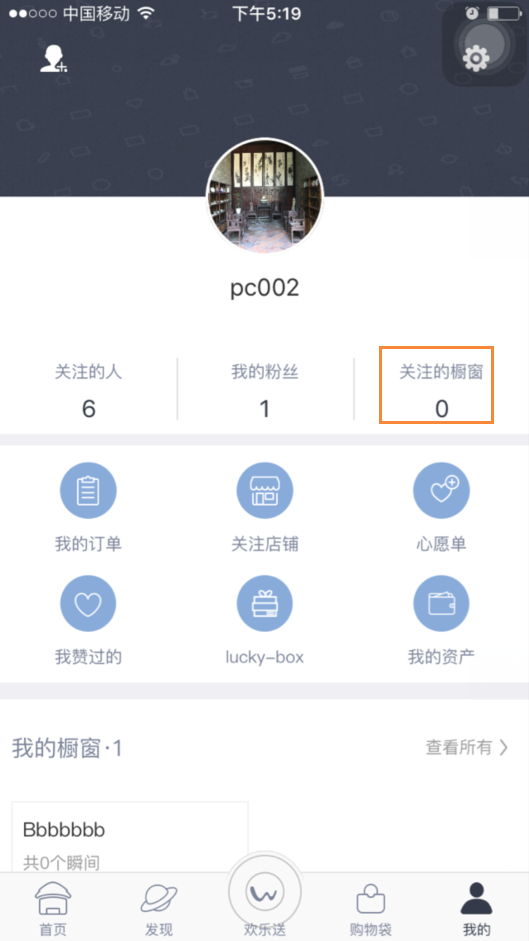 中国移动 下午5:19
pc002
关注的人 我的粉丝 关注的橱窗
6 1 0
我的订单 关注店铺 心愿单
我赞过的 lucky-box 我的资产
我的橱窗·1 查看所有
Bbbbbbb
共0个瞬间
首页 发现 欢乐送 购物袋 我的